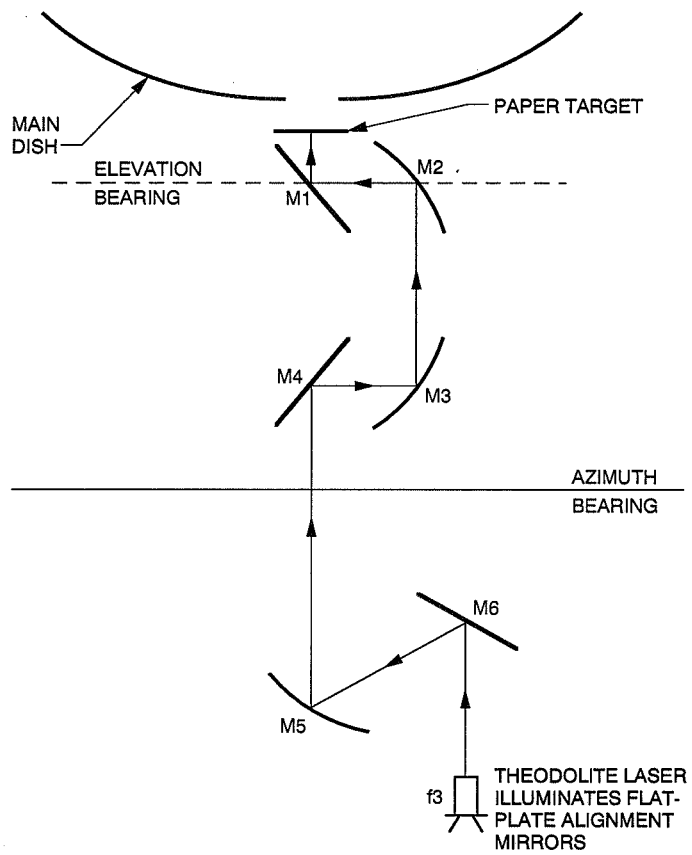 PAPER TARGET
MAIN
DISH
ELEVATION
BEARING
M2
M1
M4
M3
AZIMUTH
BEARING
M6
M5
f3
THEODOLITE LASER
ILLUMINATES FLAT-
PLATE ALIGNMENT
MIRRORS